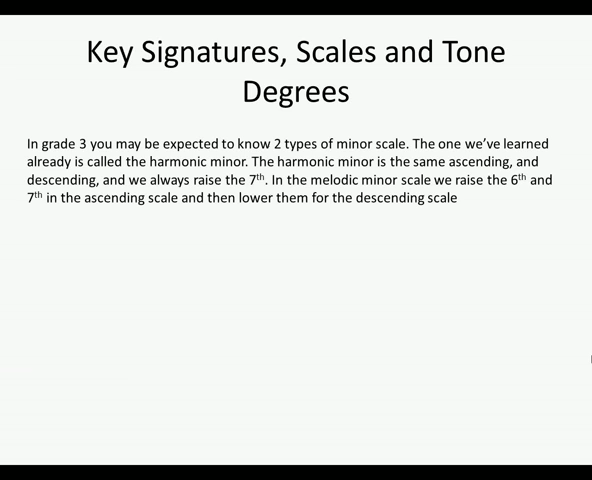 Key Signatures, Scales and Tone
Degrees
In grade 3 you may be expected to know 2 types of minor scale. The one we've learned
already is called the harmonic minor. The harmonic minor is the same ascending, and
descending, and we always raise the 7th. In the melodic minor scale we raise the 6th and
7th in the ascending scale and then lower them for the descending scale